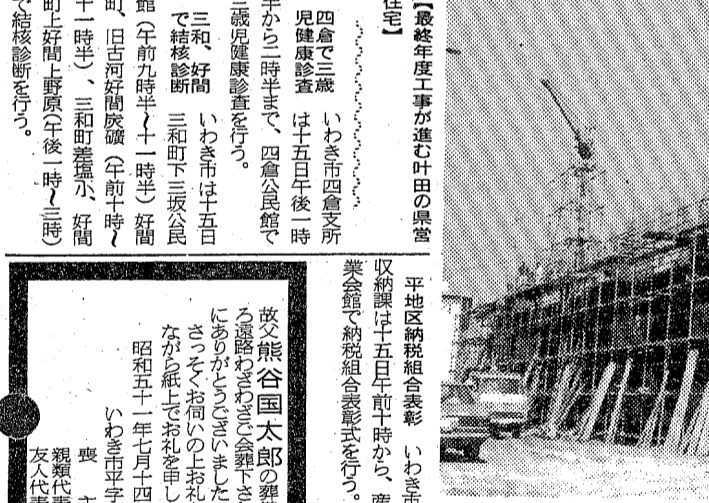 【最終年度工事が進む叶田の県営
住宅】
四倉で三歳
児健康診査
いわき市四倉支所
は十五日午後一時
半から二時半まで、四倉公民館で
三歳児健康診査を行う。
三和、好間
で結核診断
いわき市は十五日
三和町下三坂公民
館(午前九時半〜十一時半)好間
町、旧古河好間炭礦(午前十時〜
十一時半)、三和町差塩小、好間
町上好間上野原(午後一時〜三時)
で結核診断を行う。
平地区納税組合表彰 いわき市
収納課は十五日午前十時から、産
業会館で納税組合表彰式を行う。
故父熊谷国太郎の葬
ろ遠路わざわざご会葬下さ
にありがとうございました
さっそくお伺いの上お礼
ながら紙上でお礼を申し
昭和五十一年七月十四
いわき市平字
喪 主
親類代表
友人代表